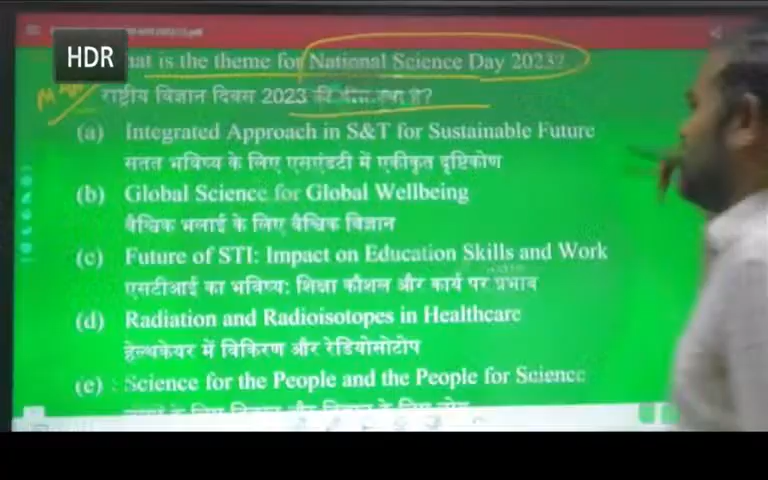 HDR
at is the theme for National Science Day 2023?
राष्ट्रीय विज्ञान दिवस 2023 की थीम क्या है?
(a) Integrated Approach in S&T for Sustainable Future
सतत भविष्य के लिए एसएंडटी में एकीकृत दृष्टिकोण
(b) Global Science for Global Wellbeing
वैश्विक भलाई के लिए वैश्विक विज्ञान
(c) Future of STI: Impact on Education Skills and Work
एसटीआई का भविष्य: शिक्षा कौशल और कार्य पर प्रभाव
(d) Radiation and Radioisotopes in Healthcare
हेल्थकेयर में विकिरण और रेडियोसोटोप
(e) Science for the People and the People for Science
के लिए विज्ञान और विज्ञान के लिए लोग